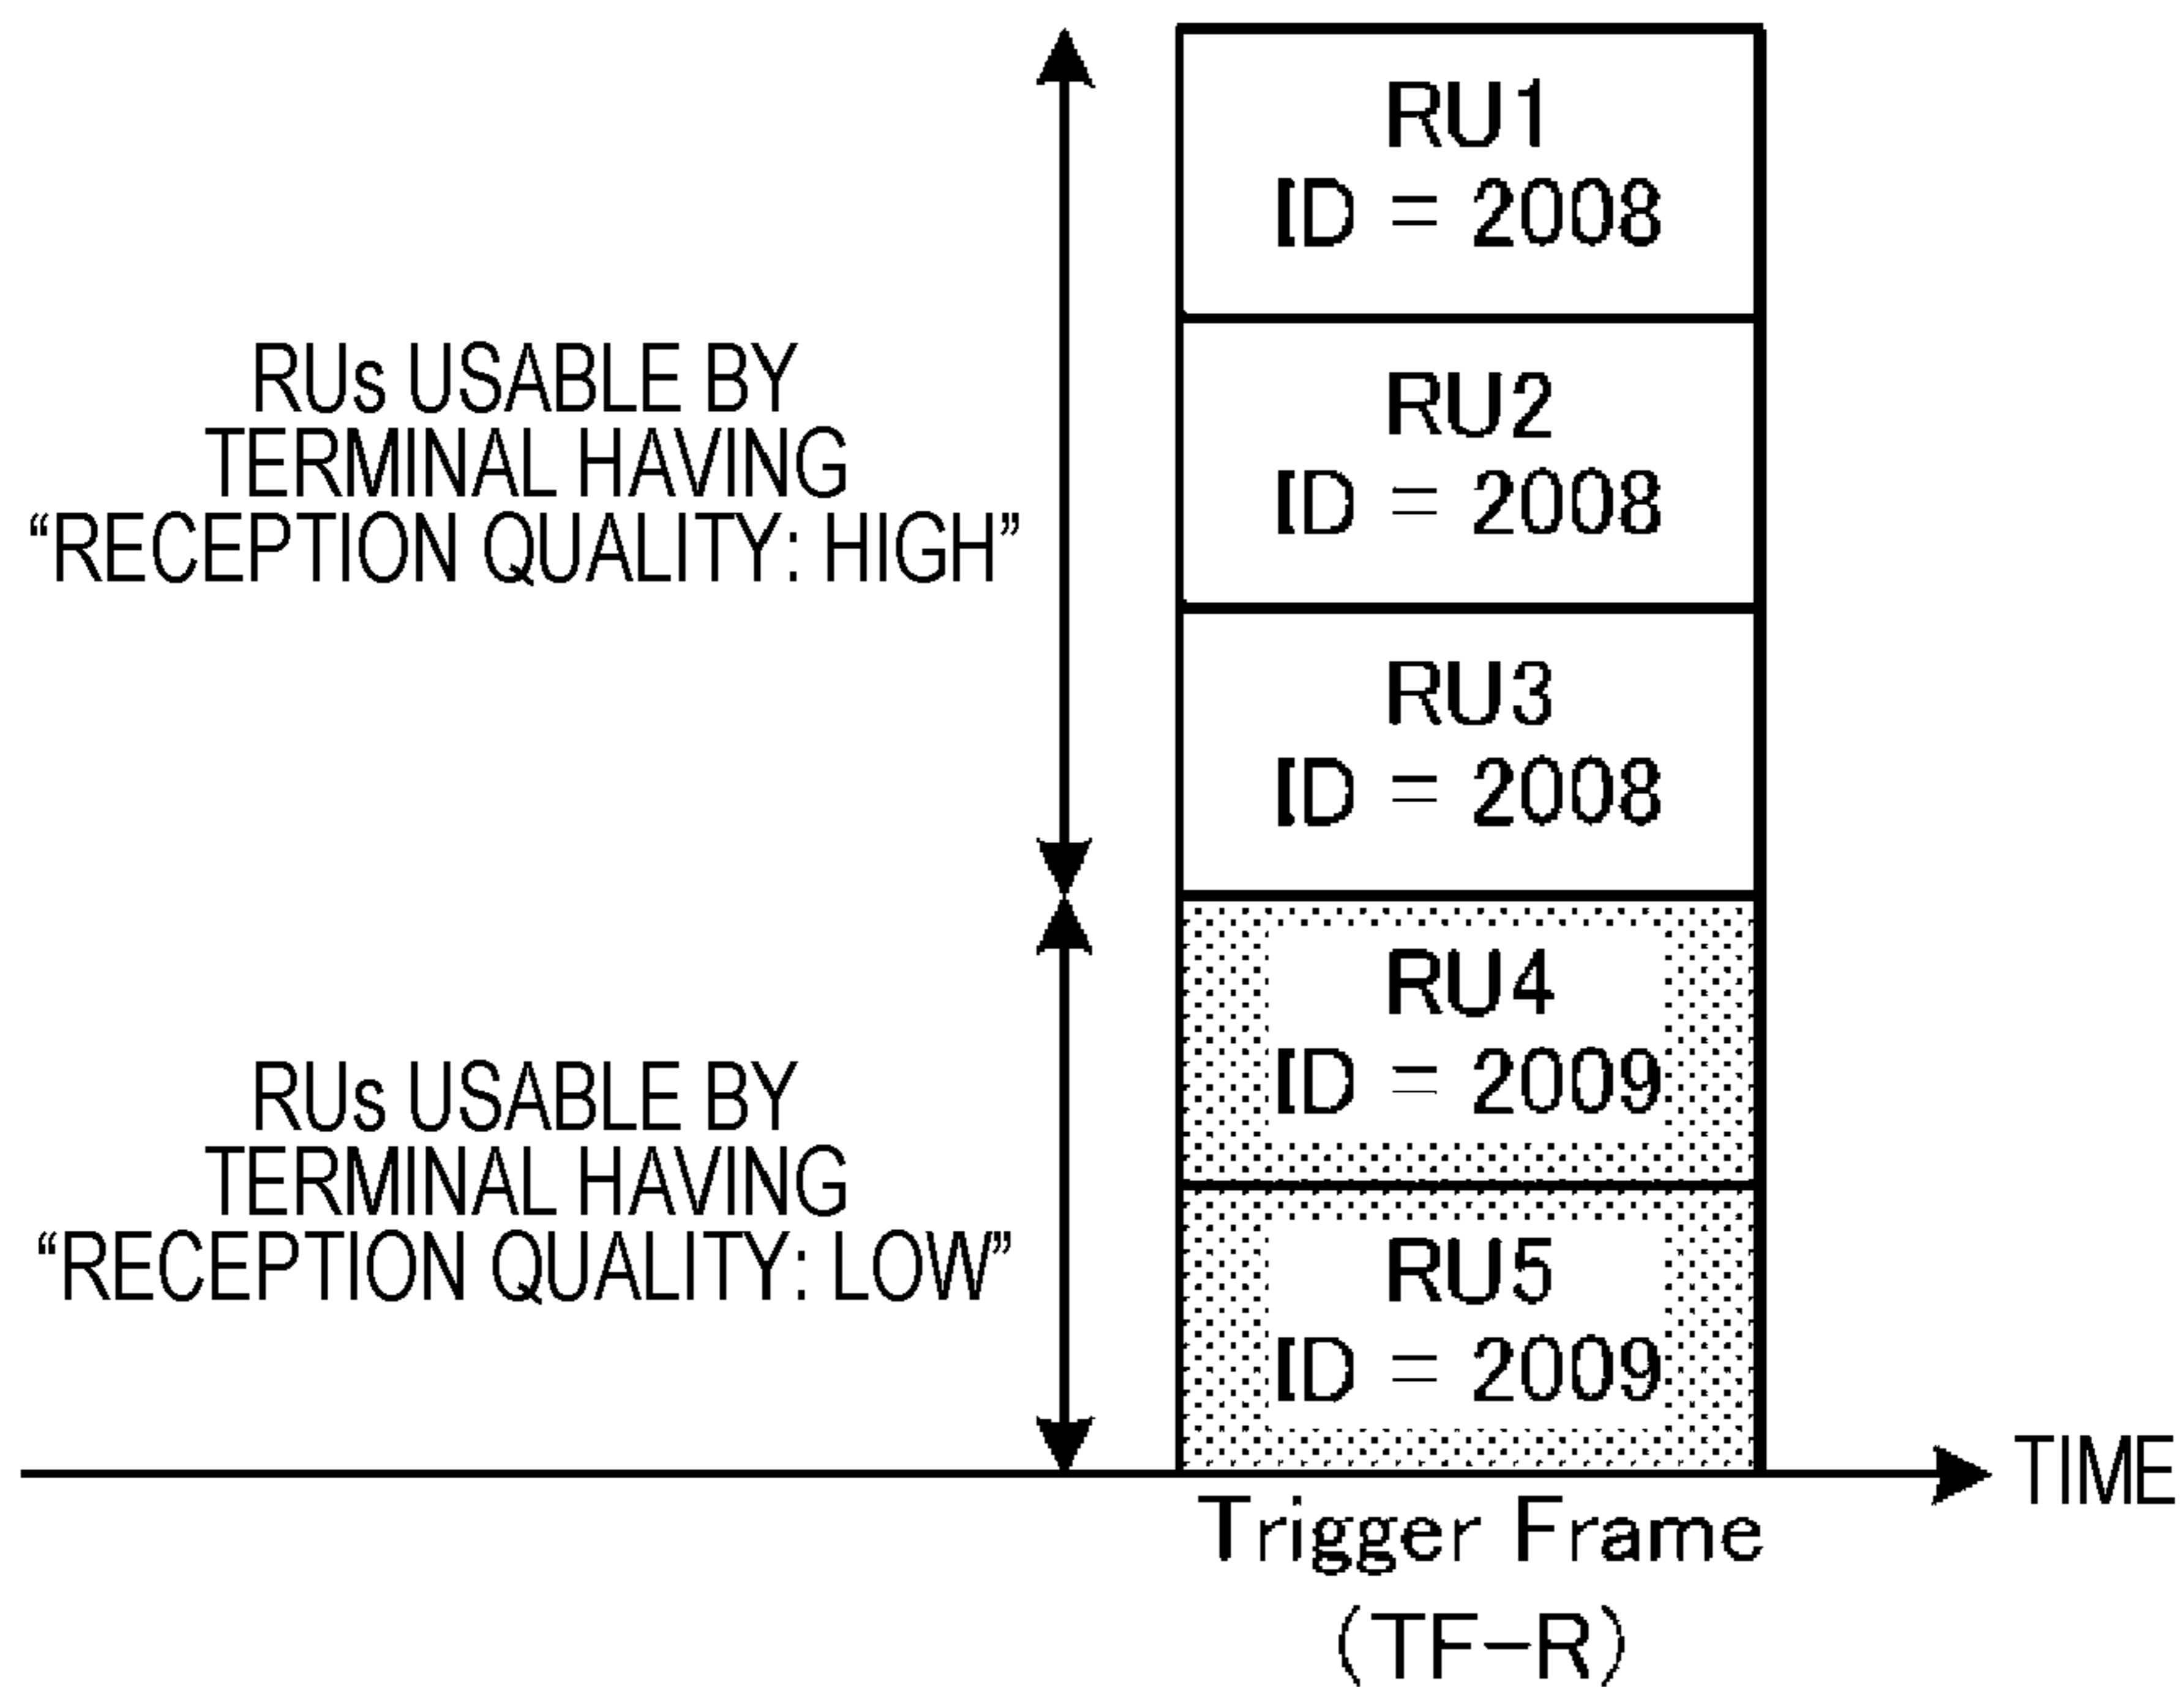 RU1
ID = 2008
RUs USABLE BY
TERMINAL HAVING
“RECEPTION QUALITY: HIGH”
RU2
ID = 2008
RU3
ID = 2008
RU4
ID = 2009
RUs USABLE BY
TERMINAL HAVING
“RECEPTION QUALITY: LOW”
RU5
ID = 2009
TIME
Trigger Frame
(TF-R)